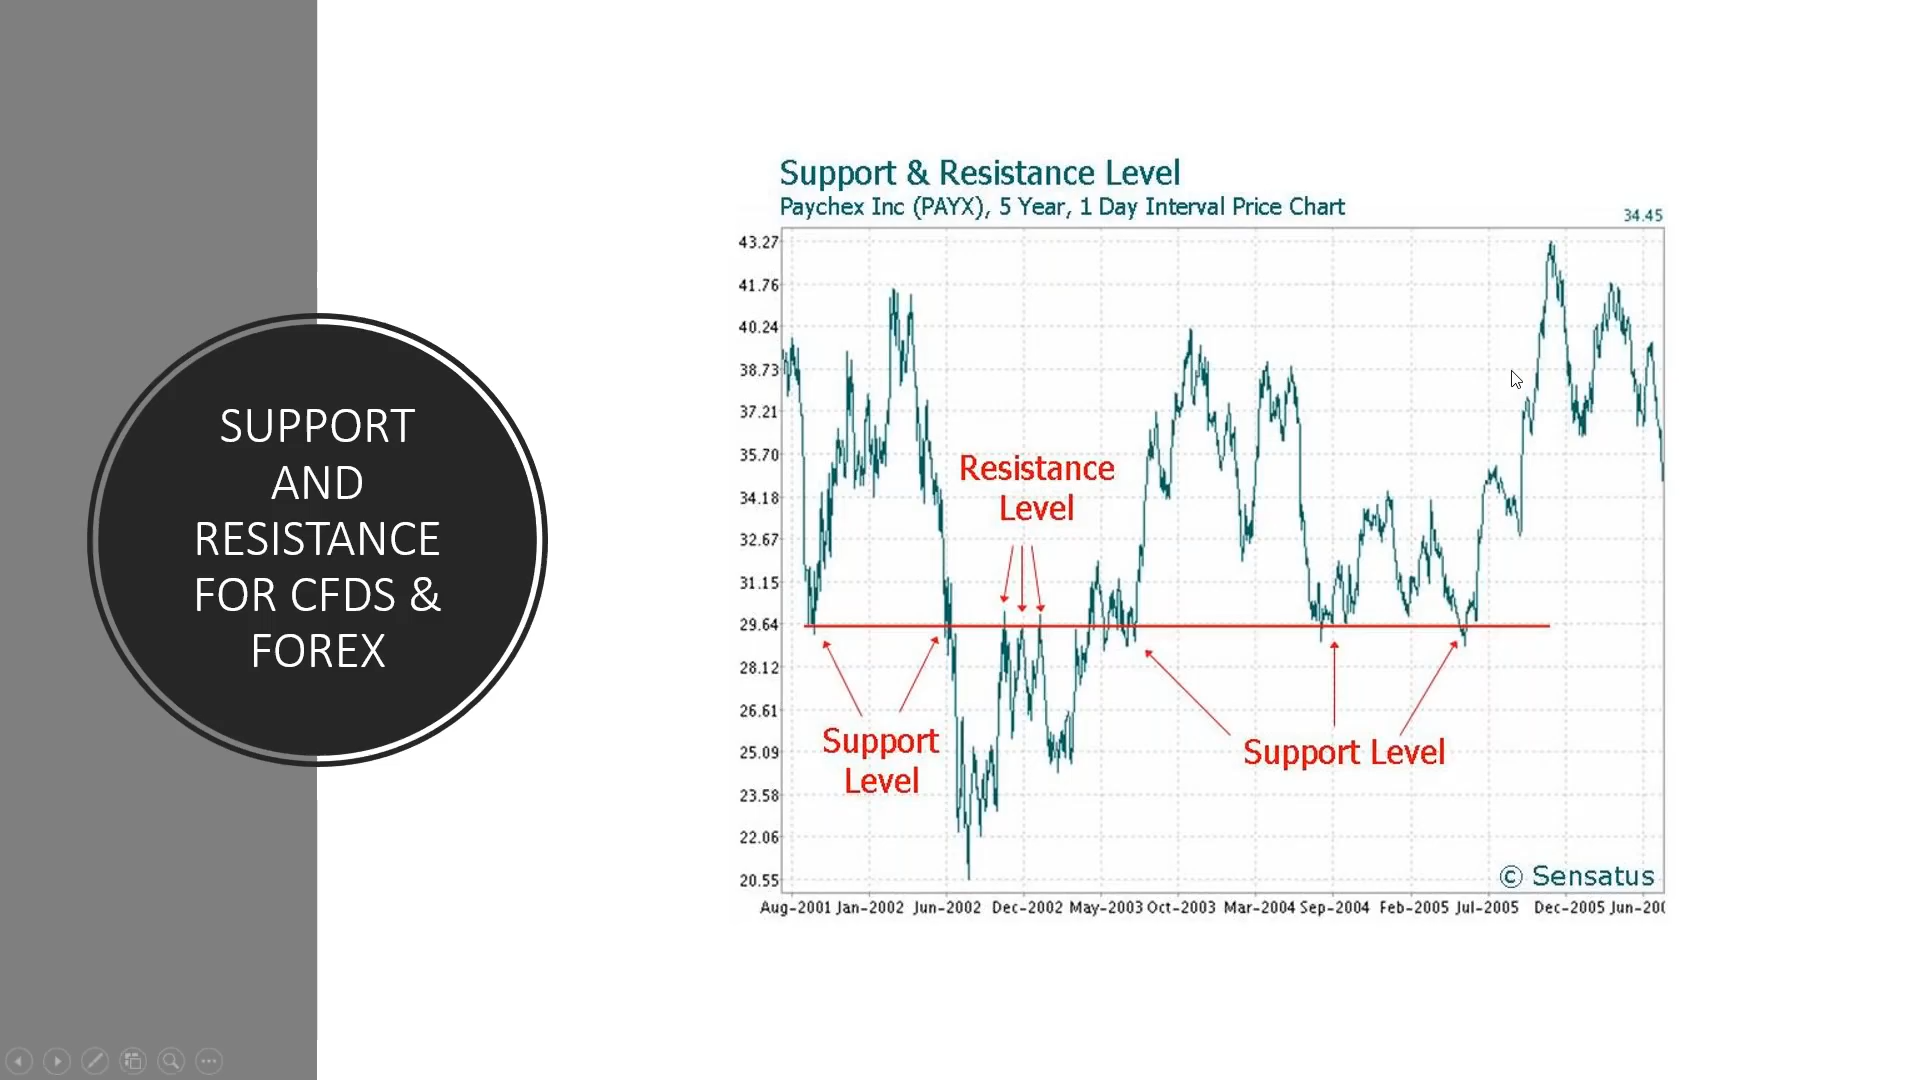 SUPPORT
AND
RESISTANCE
FOR CFDS &
FOREX
Support & Resistance Level
Paychex Inc (PAYX), 5 Year, 1 Day Interval Price Chart
34.45
43.27
41.76
40.24
38.73
37.21
35.70
34.18
32.67
31.15
29.64
28.12
26.61
25.09
23.58
22.06
20.55
Resistance
Level
Support
Level
Support Level
© Sensatus
Aug-2001 Jan-2002 Jun-2002 Dec-2002 May-2003 Oct-2003 Mar-2004 Sep-2004 Feb-2005 Jul-2005 Dec-2005 Jun-200